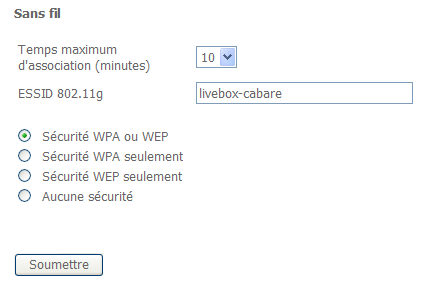 Sans fil
Temps maximum
d'association (minutes)
10
ESSID 802.11g
livebox-cabare
Sécurité WPA ou WEP
Sécurité WPA seulement
Sécurité WEP seulement
Aucune sécurité
Soumettre